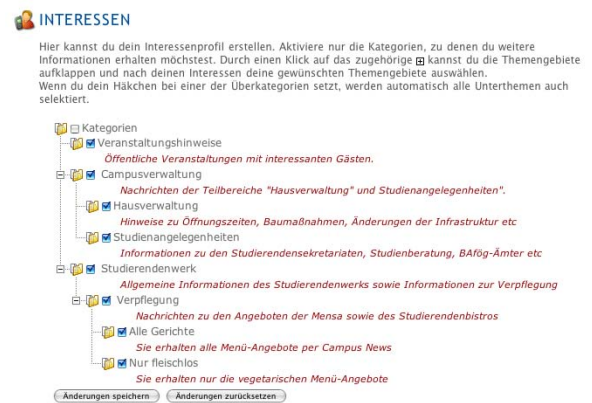 INTERESSEN
Hier kannst du dein Interessenprofil erstellen. Aktiviere nur die Kategorien, zu denen du weitere
Informationen erhalten möchstest. Durch einen Klick auf das zugehörige kannst du die Themengebiete
aufklappen und nach deinen Interessen deine gewünschten Themengebiete auswählen.
Wenn du dein Häkchen bei einer der Überkategorien setzt, werden automatisch alle Unterthemen auch
selektiert.
Kategorien
Veranstaltungshinweise
Öffentliche Veranstaltungen mit interessanten Gästen.
Campusverwaltung
Nachrichten der Teilbereiche "Hausverwaltung" und Studienangelegenheiten".
Hausverwaltung
Hinweise zu Öffnungszeiten, Baumaßnahmen, Änderungen der Infrastruktur etc
Studienangelegenheiten
Informationen zu den Studierendensekretariaten, Studienberatung, BAfög-Ämter etc
Studierendenwerk
Allgemeine Informationen des Studierendenwerks sowie Informationen zur Verpflegung
Verpflegung
Nachrichten zu den Angeboten der Mensa sowie des Studierendenbistros
Alle Gerichte
Sie erhalten alle Menü-Angebote per Campus News
Nur fleischlos
Sie erhalten nur die vegetarischen Menü-Angebote
Änderungen speichern Änderungen zurücksetzen